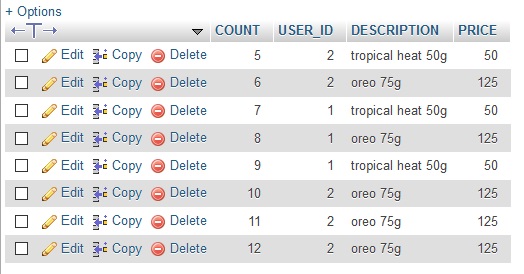 + Options
COUNT USER_ID DESCRIPTION PRICE
Edit Copy Delete 5 2 tropical heat 50g 50
Edit Copy Delete 6 2 oreo 75g 125
Edit Copy Delete 7 1 tropical heat 50g 50
Edit Copy Delete 8 1 oreo 75g 125
Edit Copy Delete 9 1 tropical heat 50g 50
Edit Copy Delete 10 2 oreo 75g 125
Edit Copy Delete 11 2 oreo 75g 125
Edit Copy Delete 12 2 oreo 75g 125